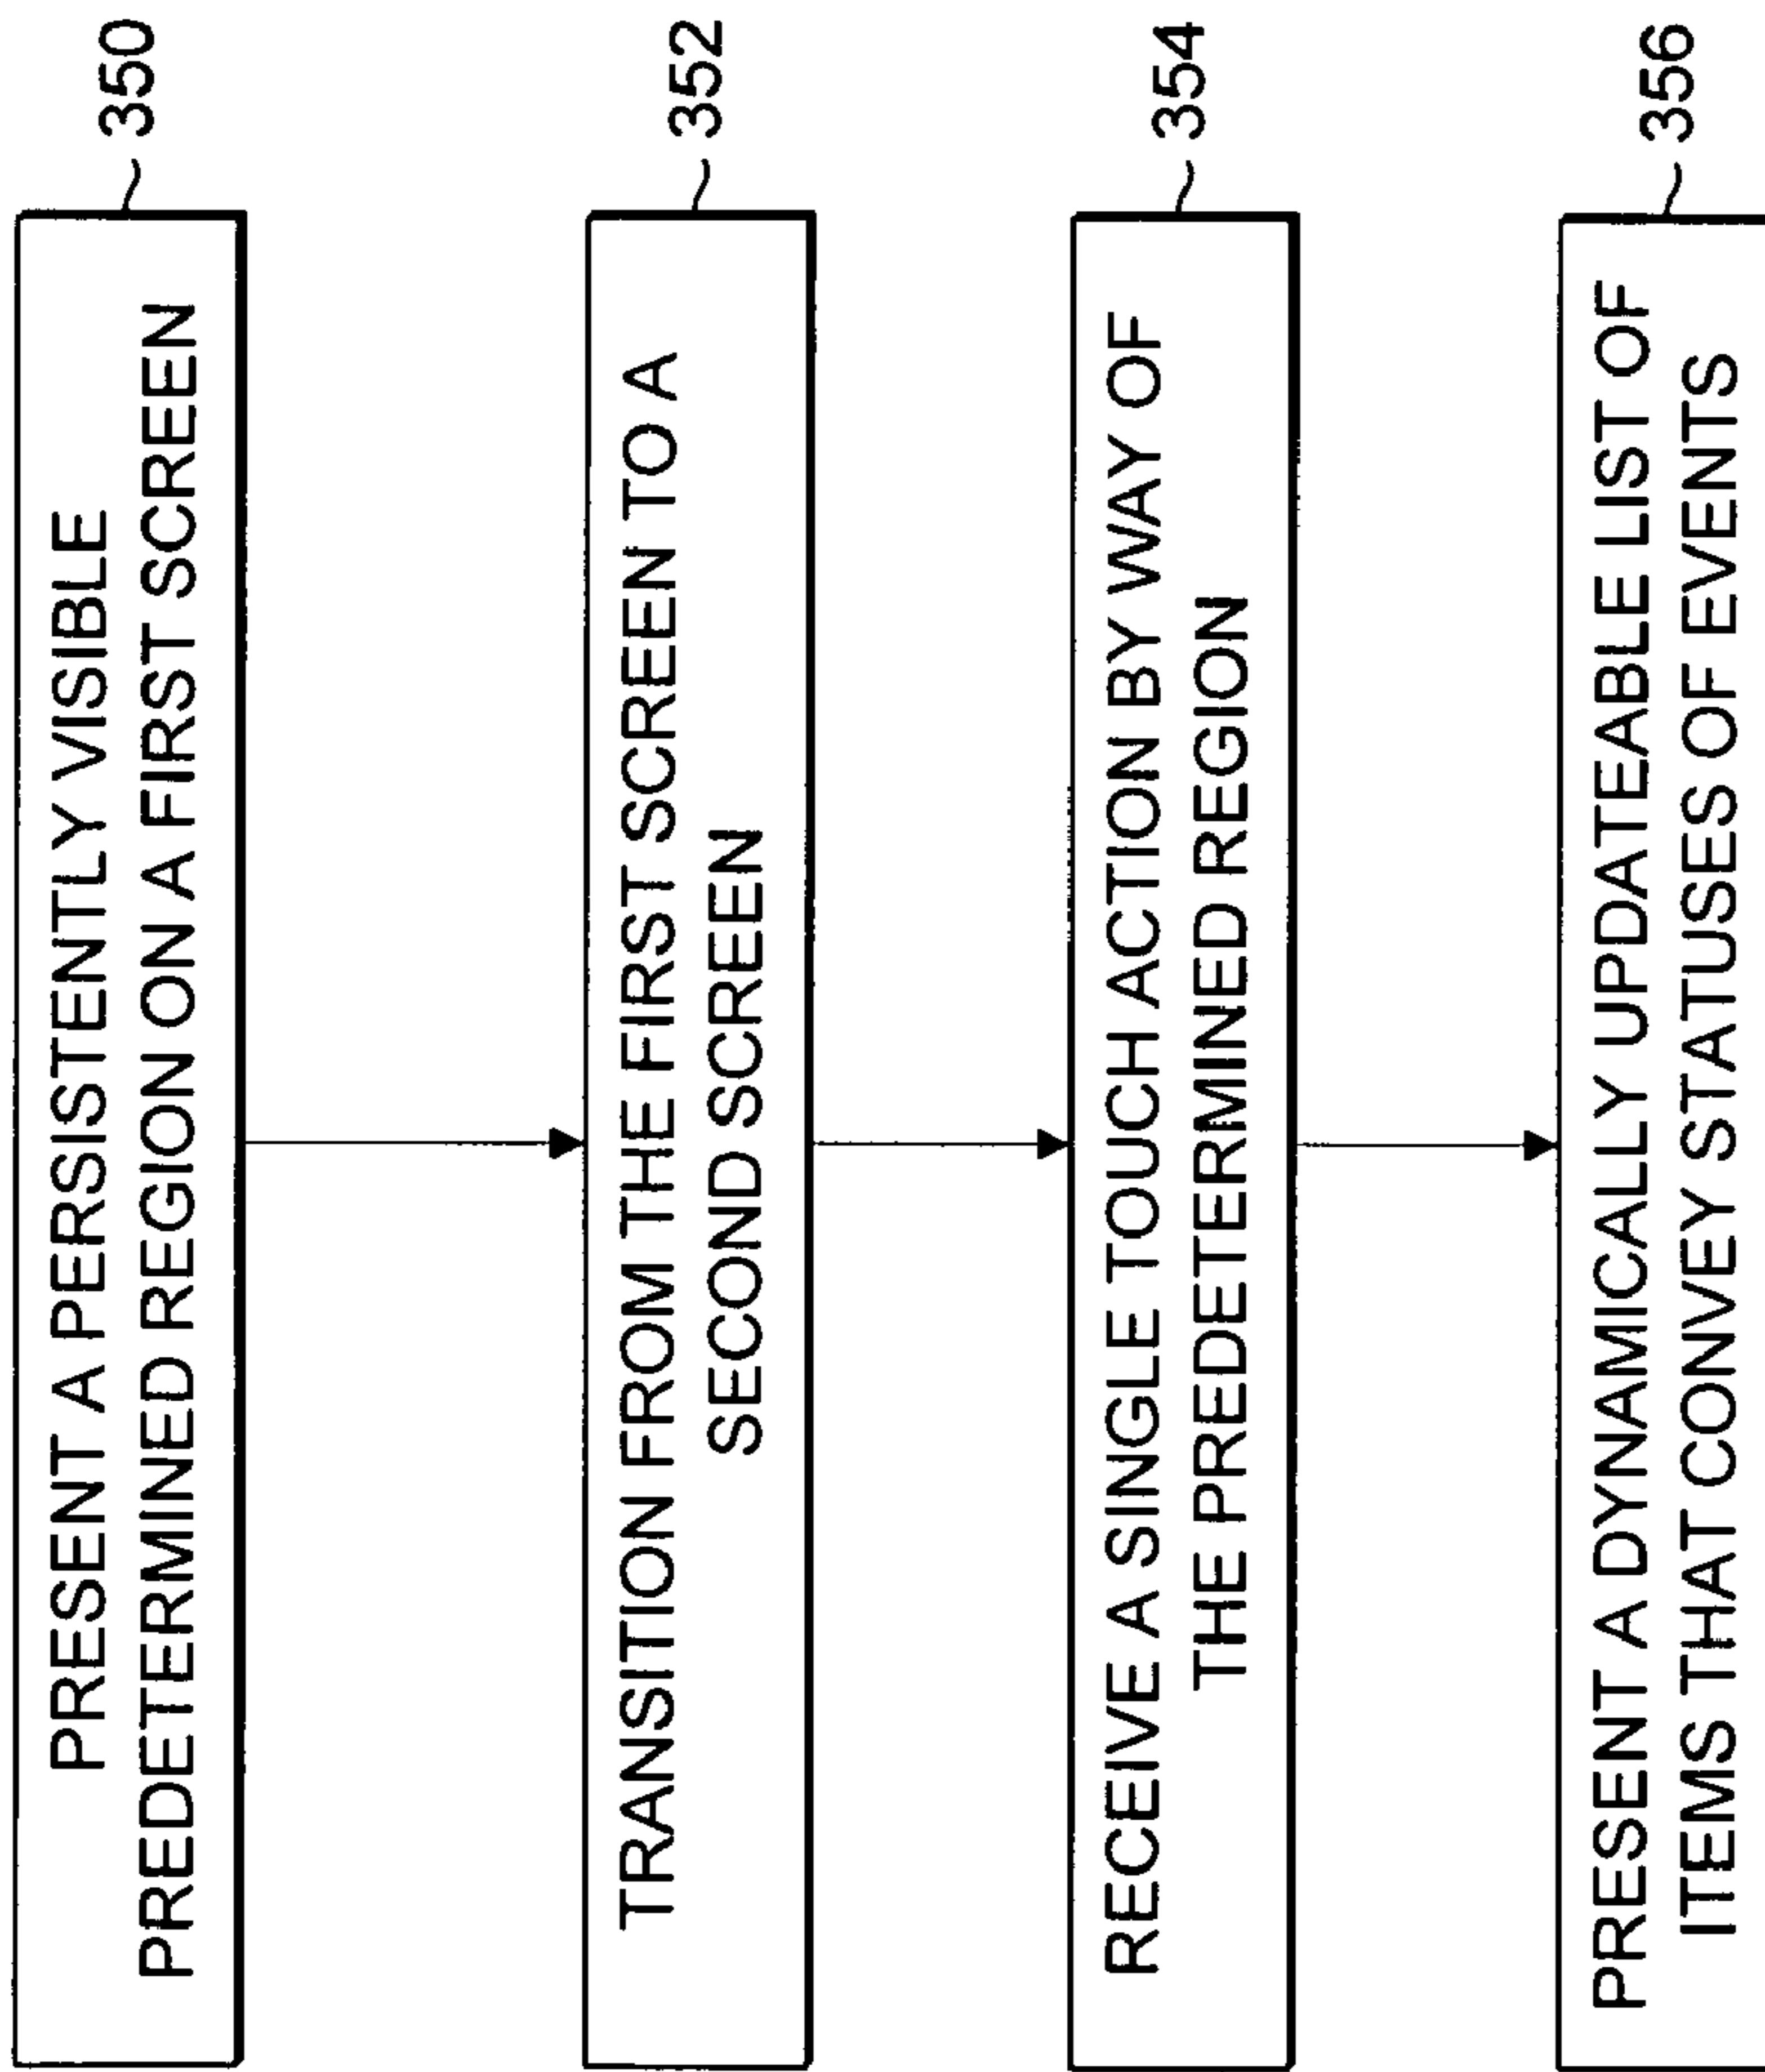 PRESENT A PERSISTENTLY VISIBLE
PREDETERMINED REGION ON A FIRST SCREEN
350
TRANSITION FROM THE FIRST SCREEN TO A
SECOND SCREEN
352
RECEIVE A SINGLE TOUCH ACTION BY WAY OF
THE PREDETERMINED REGION
354
PRESENT A DYNAMICALLY UPDATEABLE LIST OF
ITEMS THAT CONVEY STATUSES OF EVENTS
356